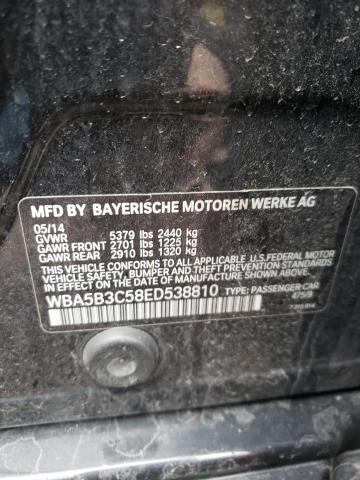 MFD BY BAYERISCHE MOTOREN WERKE AG
05/14
GVWR 5379 lbs 2440 kg
GAWR FRONT 2701 lbs 1225 kg
GAWR REAR 2910 lbs 1320 kg
THIS VEHICLE CONFORMS TO ALL APPLICABLE U.S. FEDERAL MOTOR
VEHICLE SAFETY, BUMPER, AND THEFT PREVENTION STANDARDS IN
EFFECT ON THE DATE OF MANUFACTURE SHOWN ABOVE.
WBA5B3C58ED538810 TYPE: PASSENGER CAR
475/9